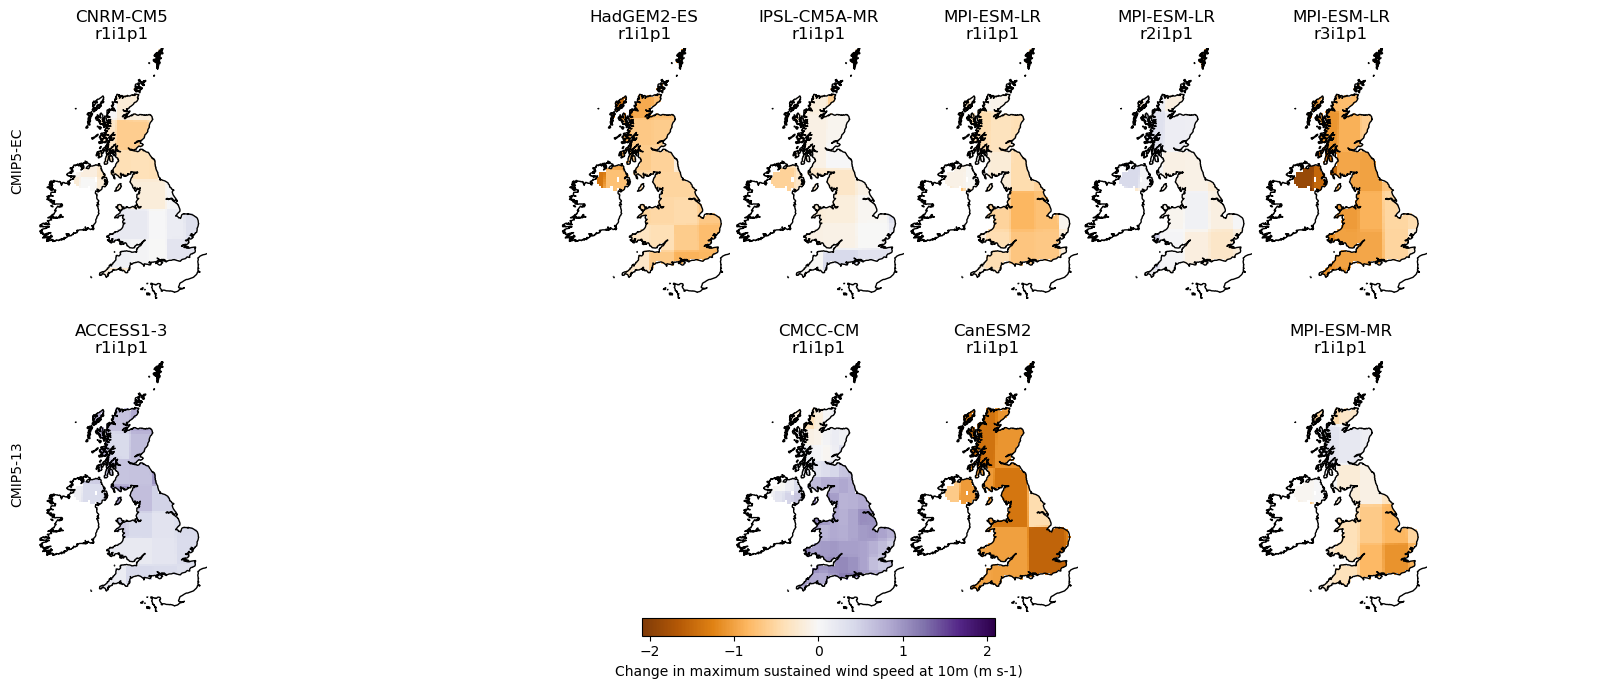 CNRM-CM5
r1i1p1
HadGEM2-ES
r1i1p1
IPSL-CM5A-MR
r1i1p1
MPI-ESM-LR
r1i1p1
MPI-ESM-LR
r2i1p1
MPI-ESM-LR
r3i1p1
CMIP5-EC
ACCESS1-3
r1i1p1
CMCC-CM
r1i1p1
CanESM2
r1i1p1
MPI-ESM-MR
r1i1p1
CMIP5-13
−2 −1 0 1 2
Change in maximum sustained wind speed at 10m (m s-1)